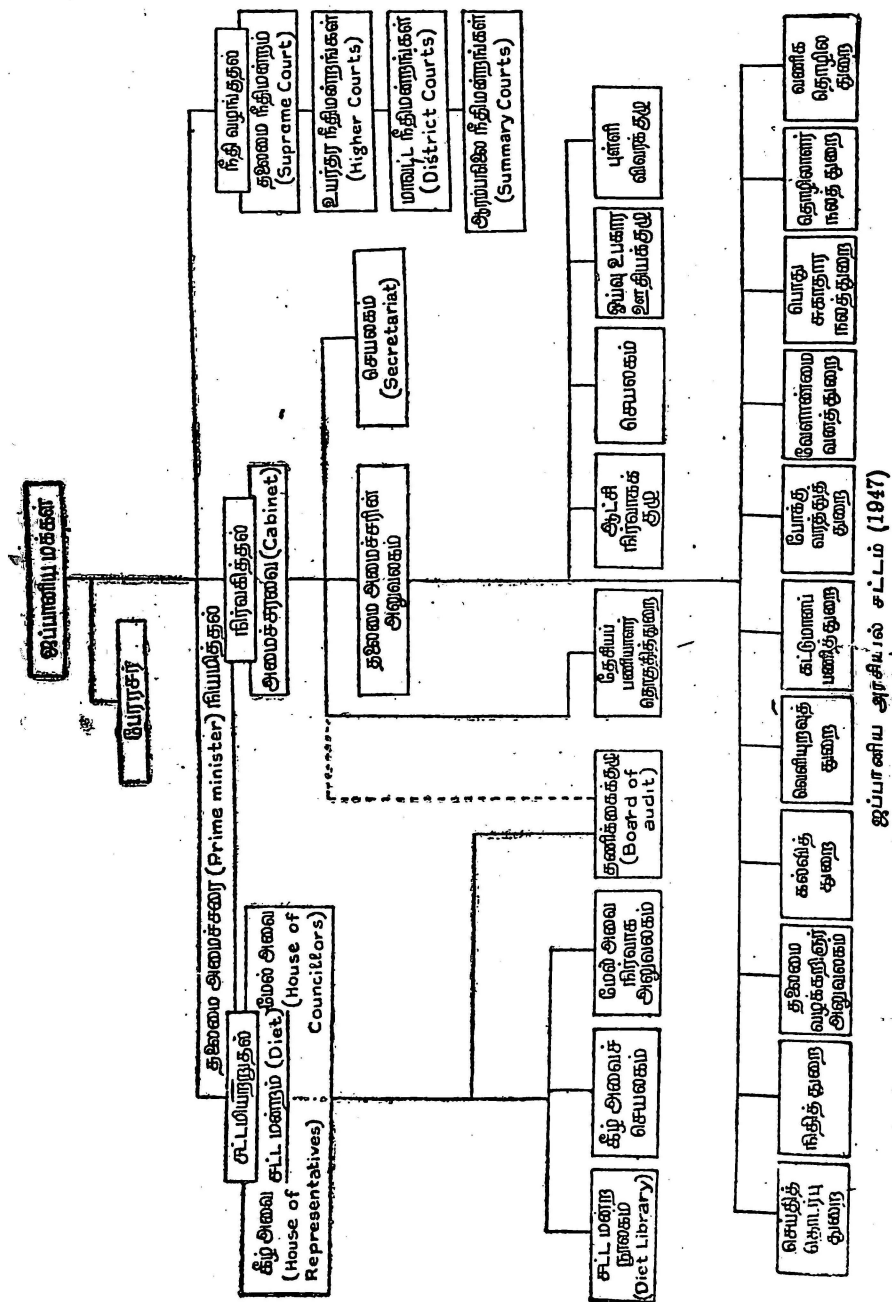 ஜப்பானிய மக்கள்
பேரரசர்
தலைமை அமைச்சரை (Prime minister) நியமித்தல்
சட்டமியற்றுதல்
கீழ் அவை சட்ட மன்றம் (Diet) மேல் அவை
(House of Representatives)
(House of Councillors)
நிர்வகித்தல்
அமைச்சரவை (Cabinet)
நீதி வழங்குதல்
தலைமை நீதிமன்றம்
(Supreme Court)
உயர்தர நீதிமன்றங்கள்
(Higher Courts)
மாவட்ட நீதிமன்றங்கள்
(District Courts)
ஆரம்பநிலை நீதிமன்றங்கள்
(Summary Courts)
தலைமை அமைச்சரின்
அலுவலகம்
செயலகம்
(Secretariat)
சட்ட மன்ற
நூலகம்
(Diet Library)
கீழ் அவைச்
செயலகம்
மேல் அவை
நிர்வாக
அலுவலகம்
தணிக்கைக்குழு
(Board of
audit)
தேசியப்
பணியாளர்
தொகுதித்துறை
ஆட்சி
நிர்வாகக்
குழு
செயலகம்
ஓய்வு உபகார
ஊதியக்குழு
புள்ளி
விவரக்குழு
செய்தித்
தொடர்பு
துறை
நிதித்துறை
தலைமை
வழக்கறிஞர்
அலுவலகம்
கல்வித்
துறை
வெளியுறவுத்
துறை
கட்டுமானப்
பணித்துறை
போக்கு
வரத்துத்
துறை
வேளாண்மை
வனத்துறை
பொது
சுகாதார
நலத்துறை
தொழிலாளர்
நலத்துறை
வணிக
தொழில்
துறை
ஜப்பானிய அரசியல் சட்டம் (1947)